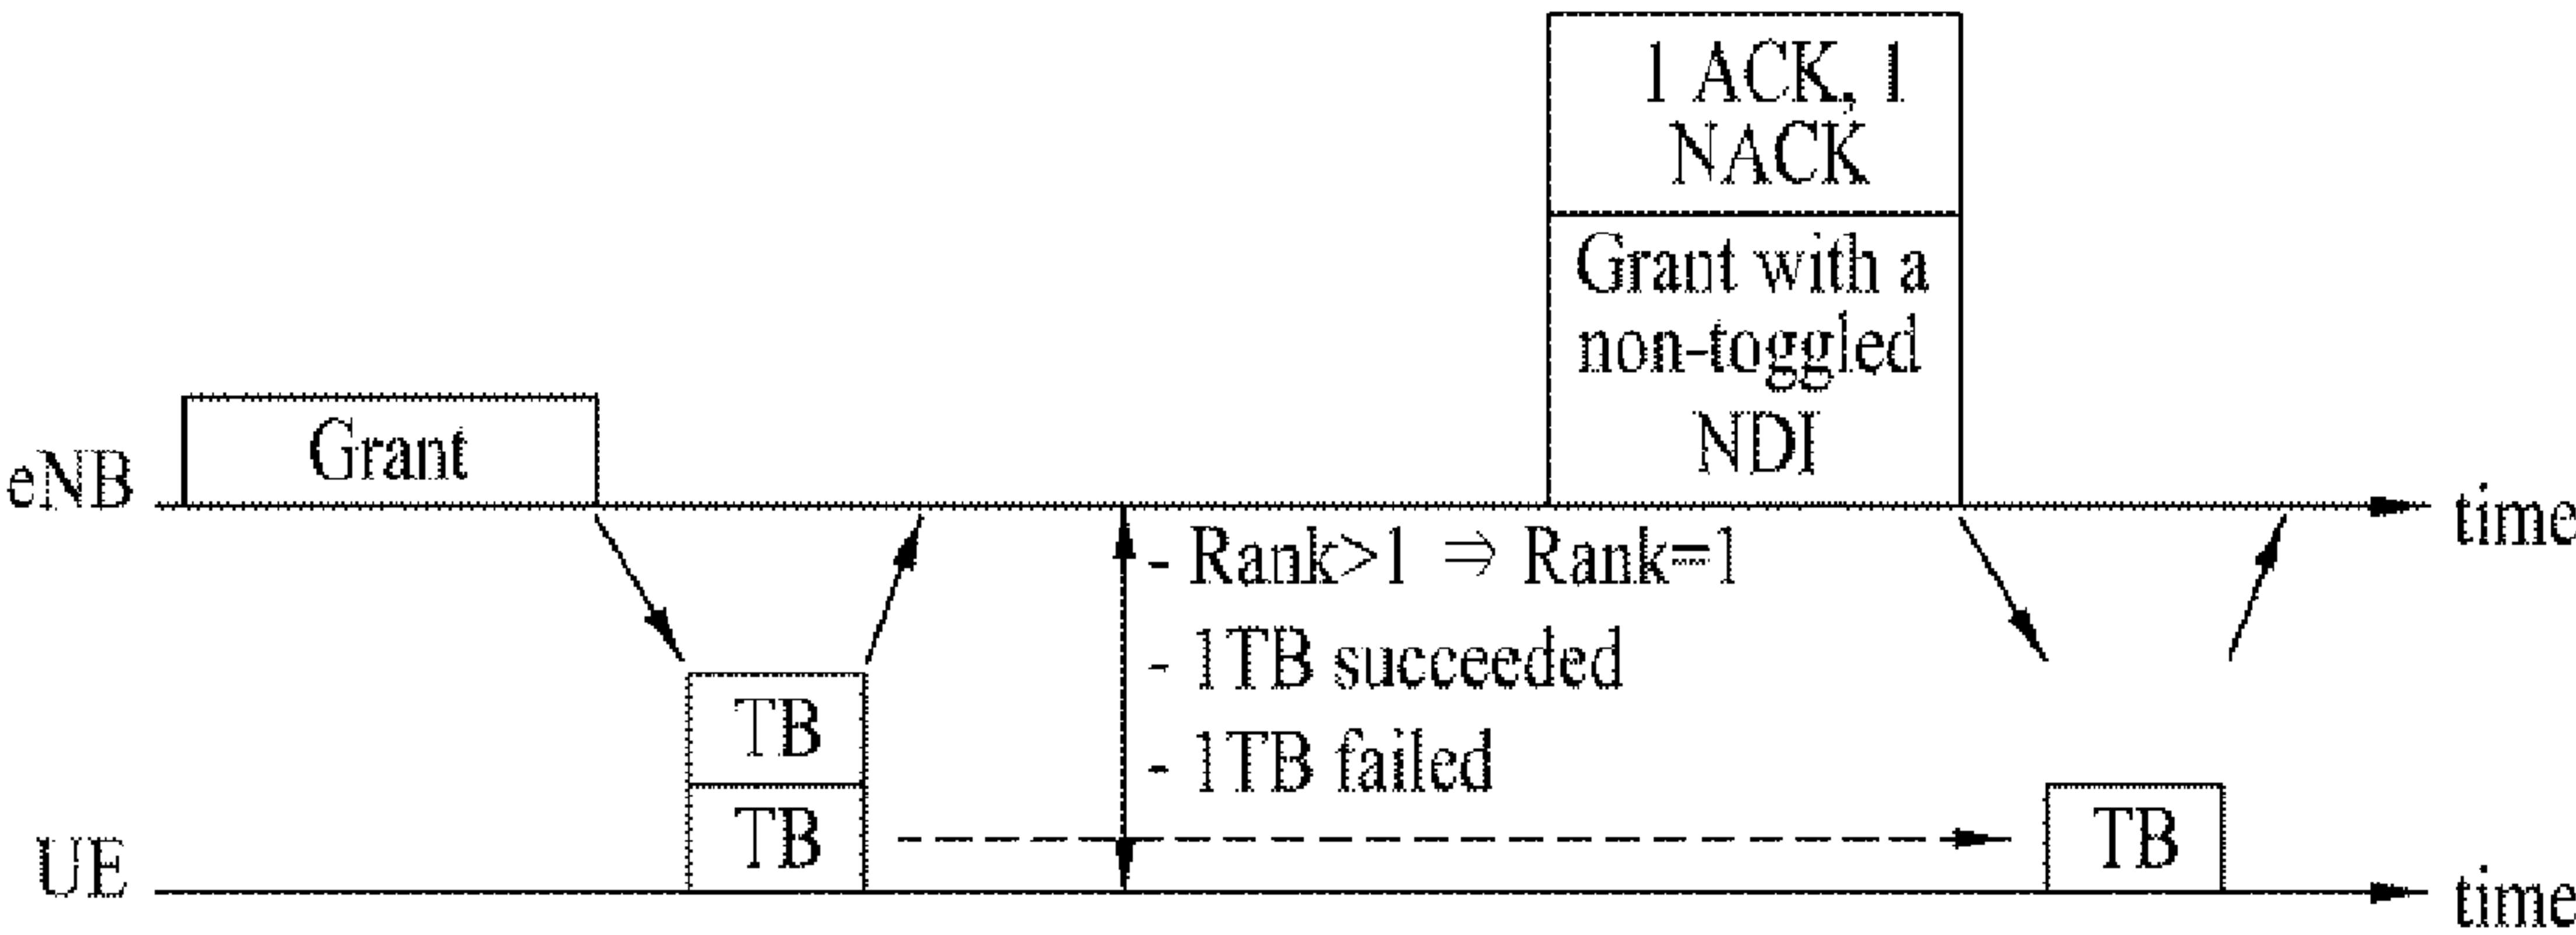 1 ACK, 1
NACK
Grant with a
non-toggled
NDI
Grant
eNB
time
- Rank>1 ⇒ Rank=1
- 1TB succeeded
- 1TB failed
TB
TB
TB
UE
time